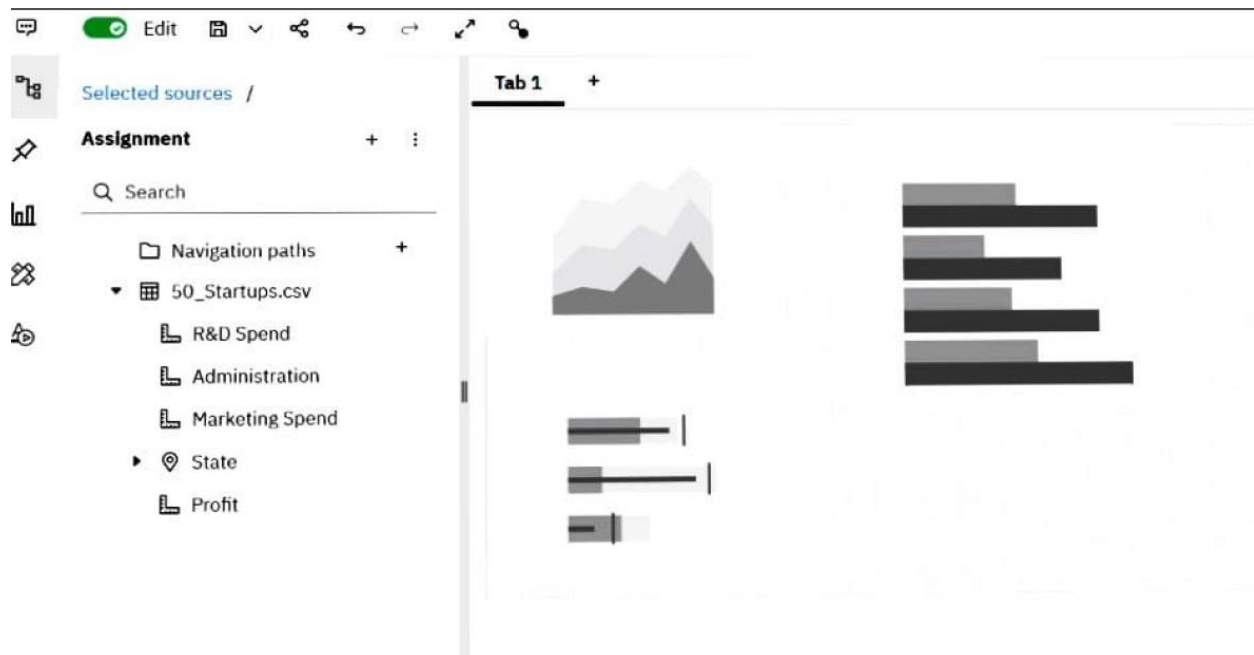 Edit
Selected sources /
Tab 1 +
Assignment +
Search
Navigation paths +
50_Startups.csv
R&D Spend
Administration
Marketing Spend
State
Profit